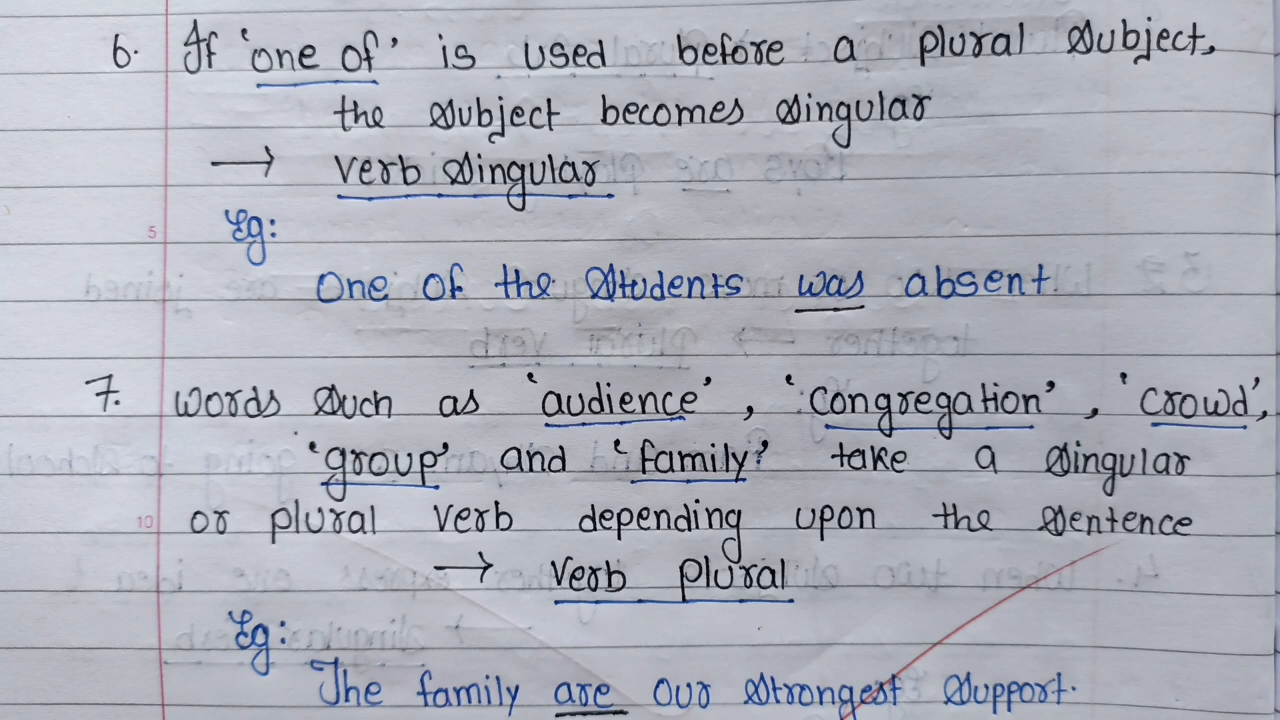 6. If 'one of' is used before a plural subject,
the subject becomes singular
→ verb singular
Eg:
5
One of the students was absent
7. words such as 'audience', 'congregation', 'crowd',
'group' and 'family' take a singular
10 or plural verb depending upon the sentence
→ verb plural
Eg:
The family are our strongest support.